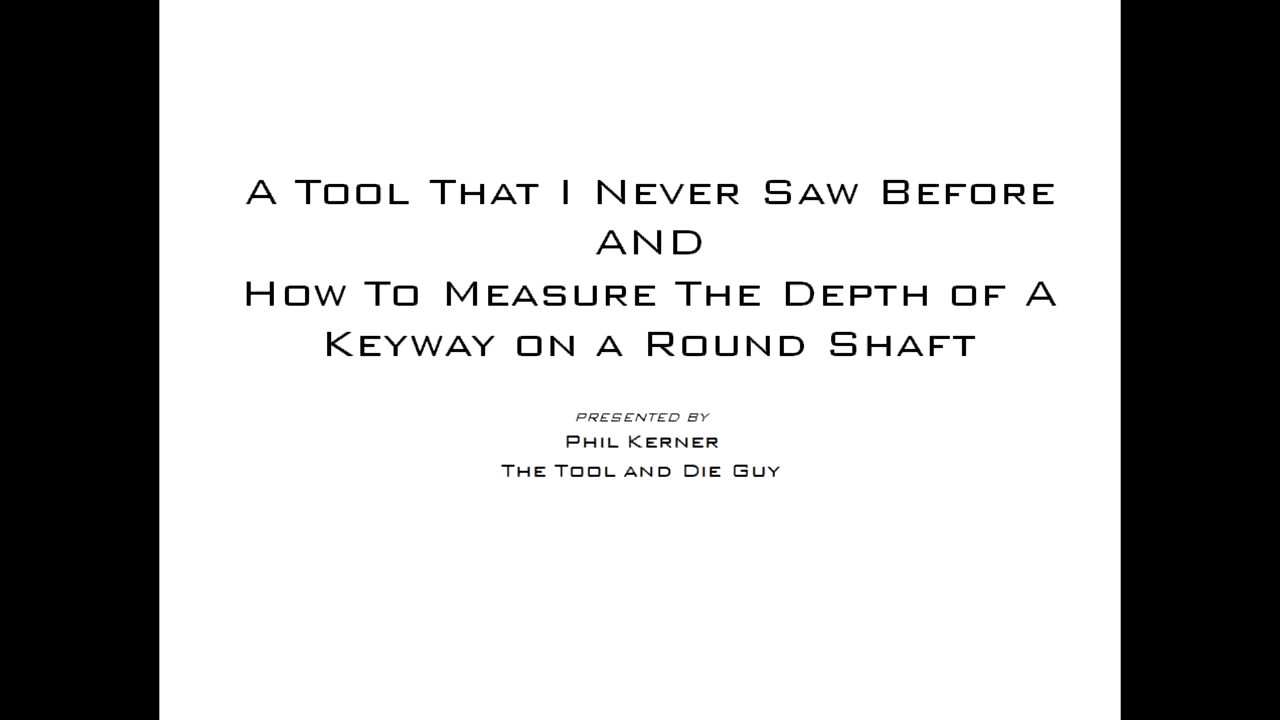 A Tool That I Never Saw Before
AND
How To Measure The Depth of A
Keyway on a Round Shaft
PRESENTED BY
Phil Kerner
The Tool and Die Guy